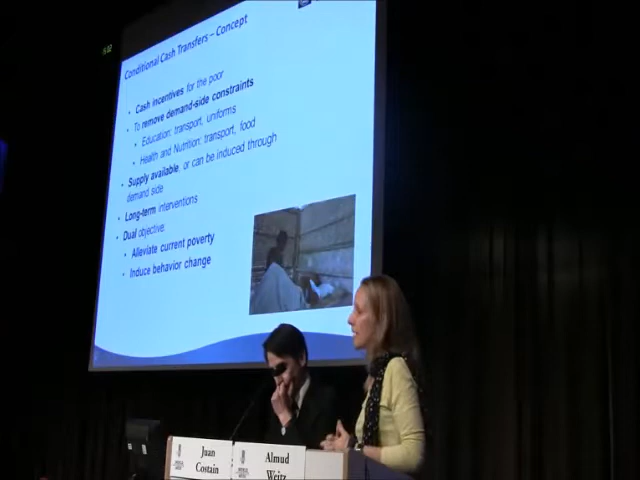 Conditional Cash Transfers – Concept
• Cash incentives for the poor
• To remove demand-side constraints
• Education: transport, uniforms
• Health and Nutrition: transport, food
• Supply available, or can be induced through
demand side
• Long-term interventions
• Dual objective:
• Alleviate current poverty
• Induce behavior change
Juan
Costain
Almud
Weitz